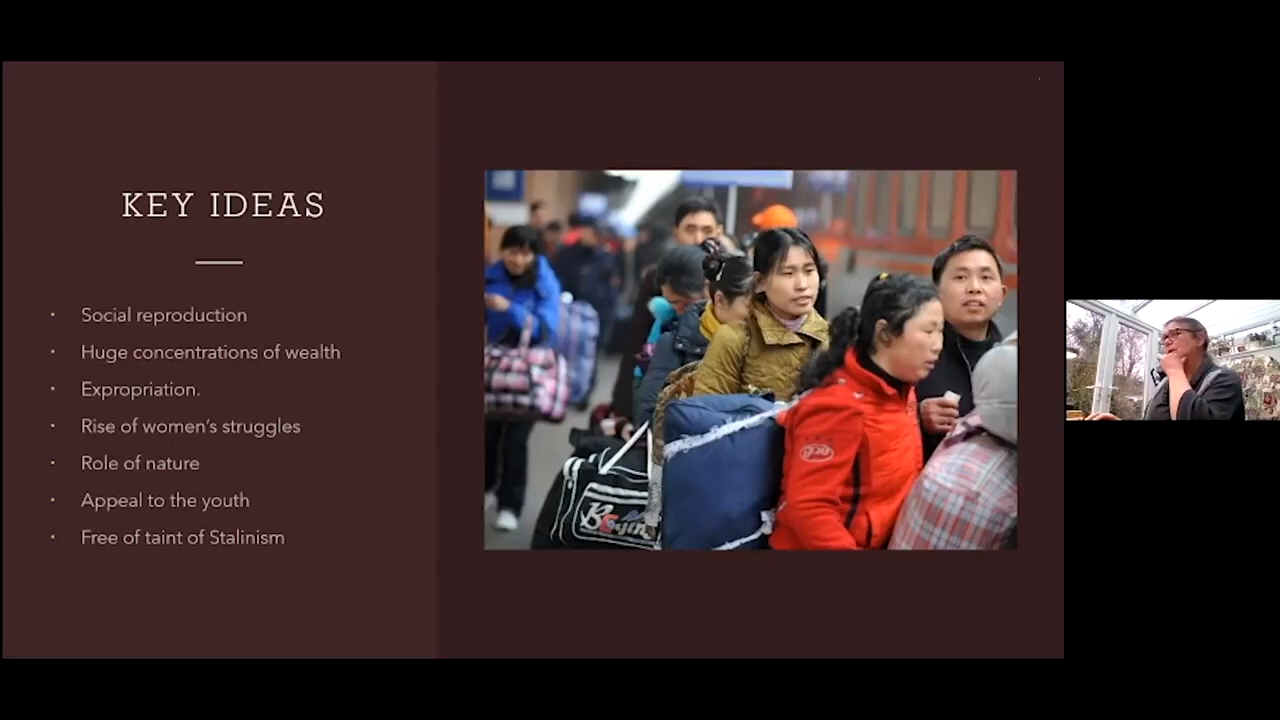 KEY IDEAS
• Social reproduction
• Huge concentrations of wealth
• Expropriation.
• Rise of women’s struggles
• Role of nature
• Appeal to the youth
• Free of taint of Stalinism